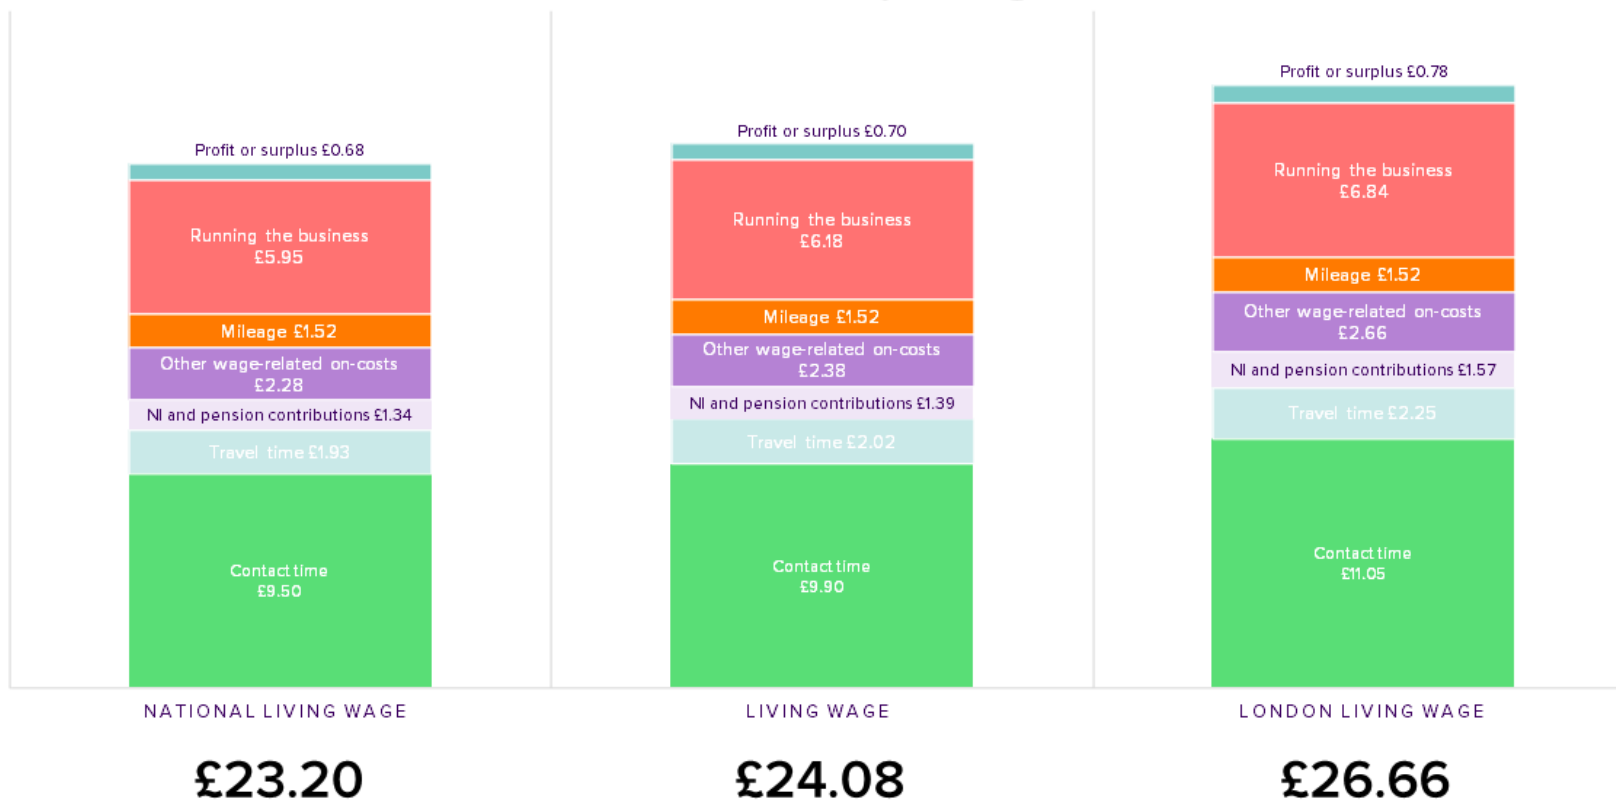 Profit or surplus £0.68
Running the business
£5.95
Mileage £1.52
Other wage-related on-costs
£2.28
NI and pension contributions £1.34
Travel time £1.93
Contact time
£9.50
NATIONAL LIVING WAGE
£23.20
Profit or surplus £0.70
Running the business
£6.18
Mileage £1.52
Other wage-related on-costs
£2.38
NI and pension contributions £1.39
Travel time £2.02
Contact time
£9.90
LIVING WAGE
£24.08
Profit or surplus £0.78
Running the business
£6.84
Mileage £1.52
Other wage-related on-costs
£2.66
NI and pension contributions £1.57
Travel time £2.25
Contact time
£11.05
LONDON LIVING WAGE
£26.66